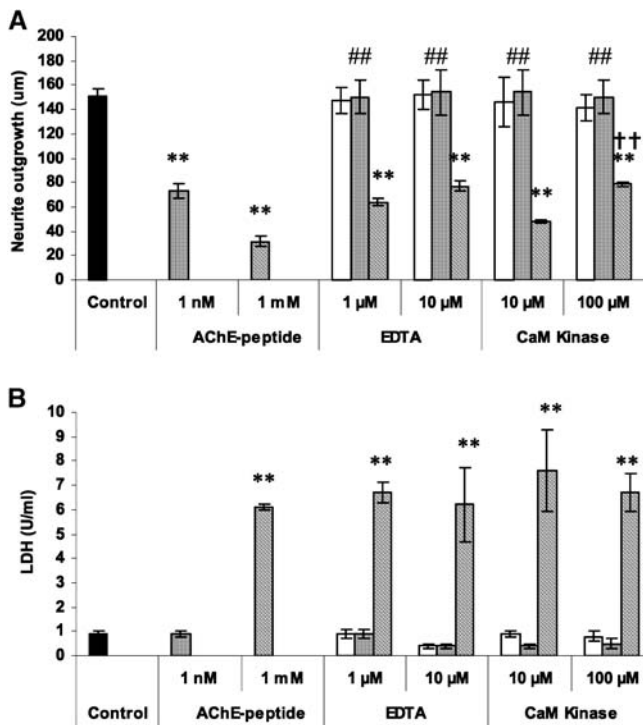 A
Neurite outgrowth (um)
200
180
160
140
120
100
80
60
40
20
0
** ** ## ** ## ** ## ** ## †† **
Control 1 nM 1 mM 1 µM 10 µM 10 µM 100 µM
AChE-peptide EDTA CaM Kinase
B
LDH (U/ml)
10
9
8
7
6
5
4
3
2
1
0
** ** ** ** **
1 nM 1 mM 1 µM 10 µM 10 µM 100 µM
Control AChE-peptide EDTA CaM Kinase